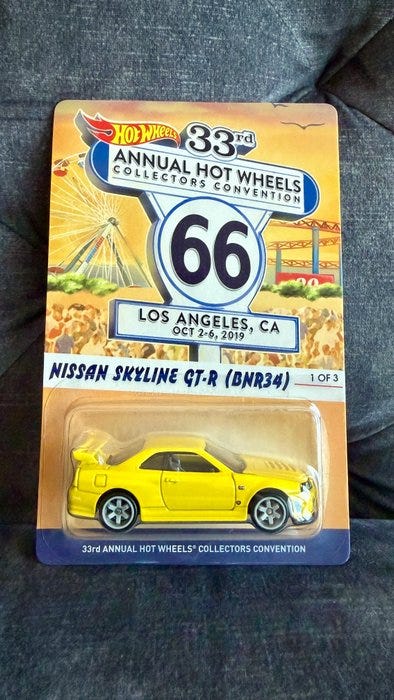 HOT WHEELS
33rd
ANNUAL HOT WHEELS
COLLECTORS CONVENTION
66
LOS ANGELES, CA
OCT 2-6, 2019
NISSAN SKYLINE GT-R (BNR34)
1 OF 3
33rd ANNUAL HOT WHEELS® COLLECTORS CONVENTION